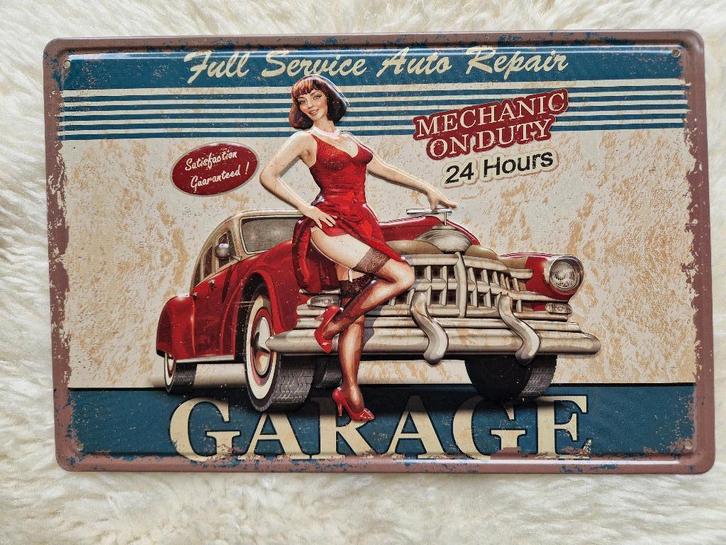 Full Service Auto Repair
MECHANIC
ON DUTY
24 Hours
Satisfaction
Guaranteed !
GARAGE